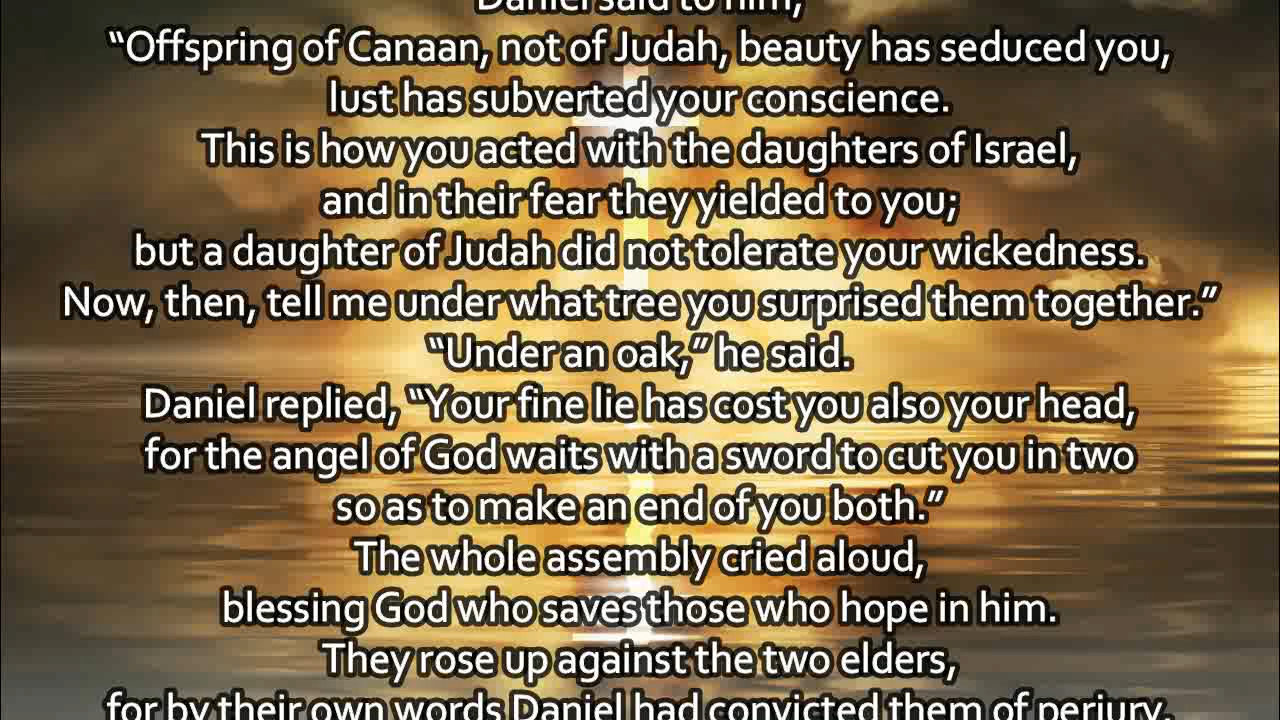 Daniel said to him,
“Offspring of Canaan, not of Judah, beauty has seduced you,
lust has subverted your conscience.
This is how you acted with the daughters of Israel,
and in their fear they yielded to you;
but a daughter of Judah did not tolerate your wickedness.
Now, then, tell me under what tree you surprised them together.”
“Under an oak,” he said.
Daniel replied, “Your fine lie has cost you also your head,
for the angel of God waits with a sword to cut you in two
so as to make an end of you both.”
The whole assembly cried aloud,
blessing God who saves those who hope in him.
They rose up against the two elders,
for by their own words Daniel had convicted them of perjury.